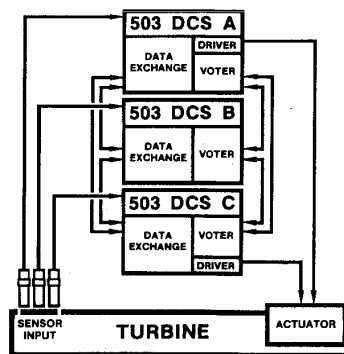 503 DCS A
DATA
EXCHANGE
DRIVER
VOTER
503 DCS B
DATA
EXCHANGE
VOTER
503 DCS C
DATA
EXCHANGE
VOTER
DRIVER
SENSOR
INPUT
TURBINE
ACTUATOR